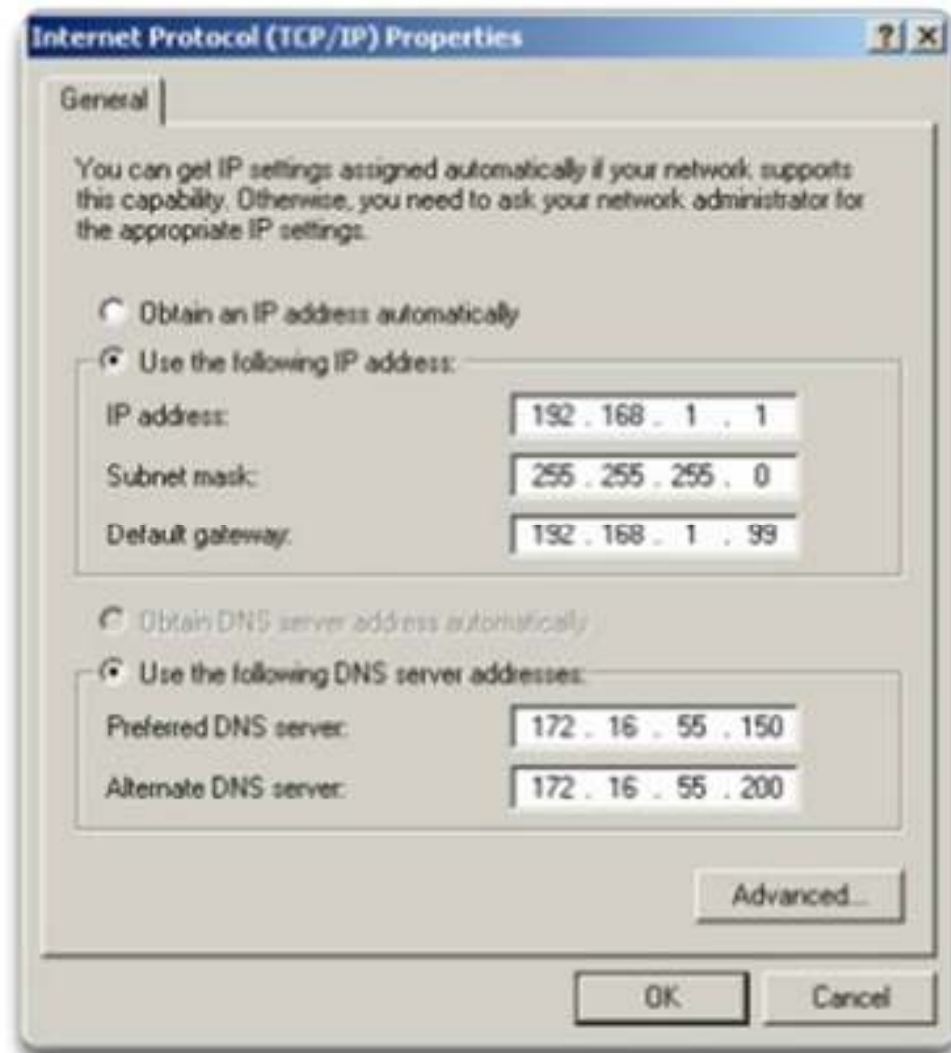 Internet Protocol (TCP/IP) Properties
General
You can get IP settings assigned automatically if your network supports
this capability. Otherwise, you need to ask your network administrator for
the appropriate IP settings.
Obtain an IP address automatically
Use the following IP address:
IP address: 192 . 168 . 1 . 1
Subnet mask: 255 . 255 . 255 . 0
Default gateway: 192 . 168 . 1 . 99
Obtain DNS server address automatically
Use the following DNS server addresses:
Preferred DNS server: 172 . 16 . 55 . 150
Alternate DNS server: 172 . 16 . 55 . 200
Advanced...
OK Cancel